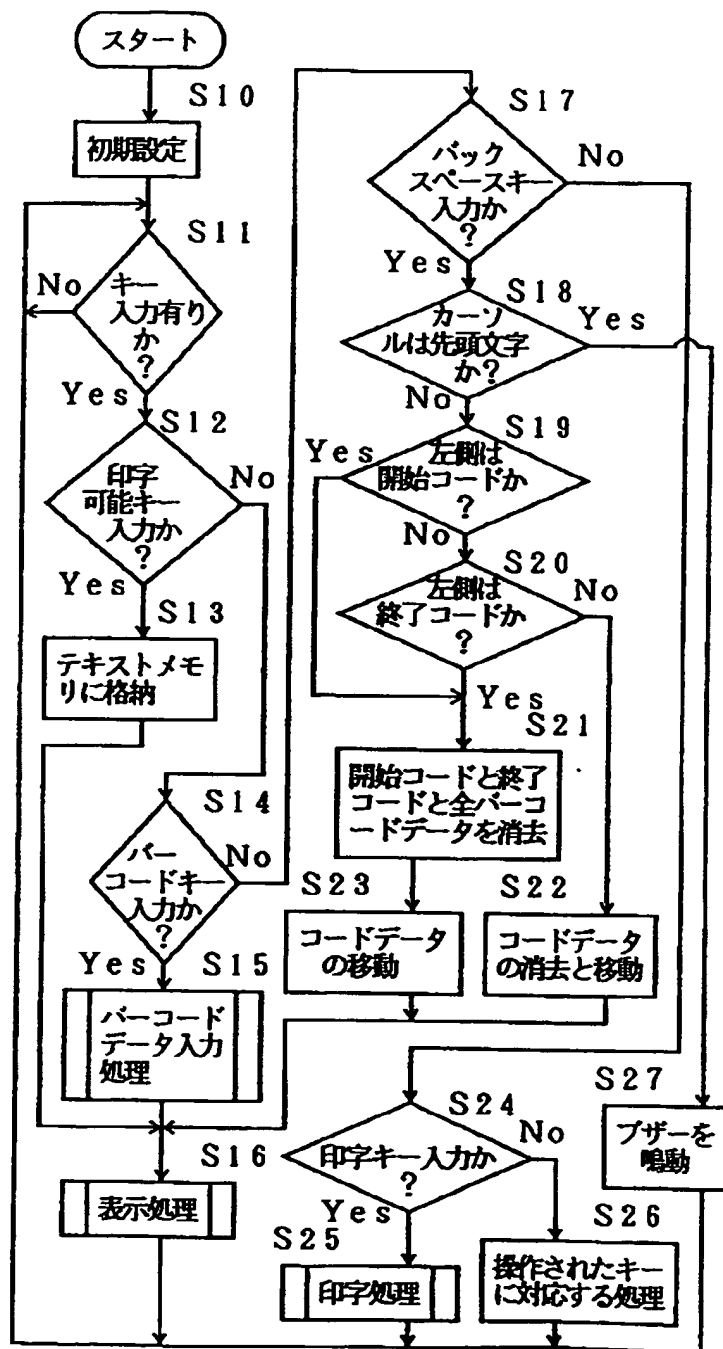 スタート
S10
初期設定
S11
キー
入力有り
か
?
No
Yes
S12
印字
可能キー
入力か
?
No
Yes
S13
テキストメモ
リに格納
S14
バー
コードキー
入力か
?
No
Yes
S15
バーコード
データ入力
処理
S16
表示処理
S17
バック
スペースキー
入力か
?
No
Yes
S18
カーソ
ルは先頭文字
か?
Yes
No
S19
左側は
開始コードか
?
Yes
No
S20
左側は
終了コードか
?
No
Yes
S21
開始コードと終了
コードと全バーコ
ードデータを消去
S23
コードデータ
の移動
S22
コードデータ
の消去と移動
S24
印字キー入力か
?
No
Yes
S25
印字処理
S26
操作されたキー
に対応する処理
S27
ブザーを
鳴動